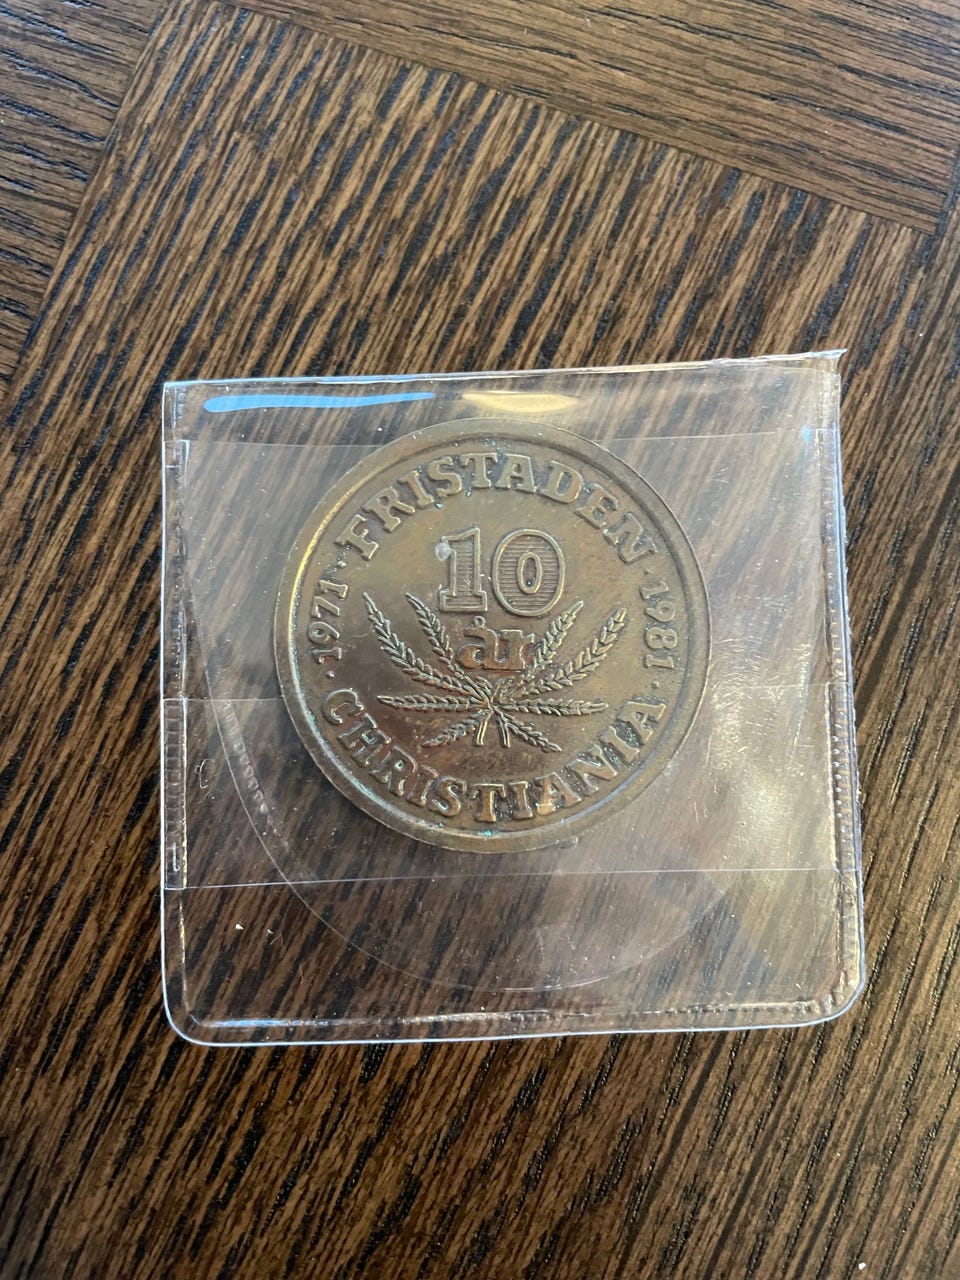 FRISTADEN
10
år
1971 · 1981
CHRISTIANIA